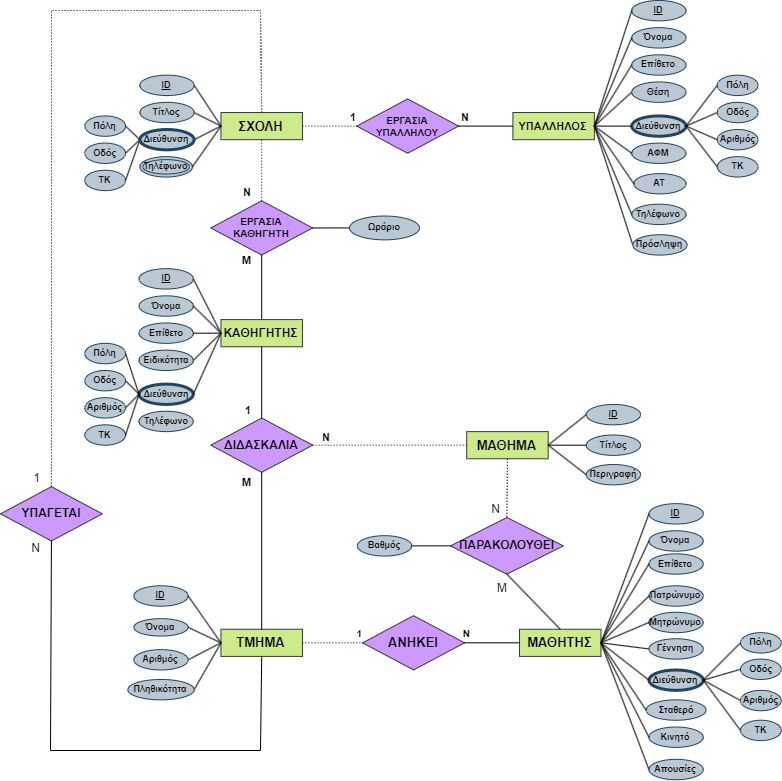 ID
Όνομα
Επίθετο
Θέση
Διεύθυνση
ΑΦΜ
ΑΤ
Τηλέφωνο
Πρόσληψη
Πόλη
Οδός
Αριθμός
ΤΚ
ΥΠΑΛΛΗΛΟΣ
N
ΕΡΓΑΣΙΑ
ΥΠΑΛΛΗΛΟΥ
1
ΣΧΟΛΗ
ID
Τίτλος
Διεύθυνση
Τηλέφωνο
Πόλη
Οδός
ΤΚ
N
ΕΡΓΑΣΙΑ
ΚΑΘΗΓΗΤΗ
Ωράριο
M
ID
Όνομα
Επίθετο
Ειδικότητα
Διεύθυνση
Τηλέφωνο
Πόλη
Οδός
Αριθμός
ΤΚ
ΚΑΘΗΓΗΤΗΣ
1
ΔΙΔΑΣΚΑΛΙΑ
N
M
ΜΑΘΗΜΑ
ID
Τίτλος
Περιγραφή
1
ΥΠΑΓΕΤΑΙ
N
N
ΠΑΡΑΚΟΛΟΥΘΕΙ
Βαθμός
M
ID
Όνομα
Αριθμός
Πληθικότητα
ΤΜΗΜΑ
1
ΑΝΗΚΕΙ
N
ΜΑΘΗΤΗΣ
ID
Όνομα
Επίθετο
Πατρώνυμο
Μητρώνυμο
Γέννηση
Διεύθυνση
Σταθερό
Κινητό
Απουσίες
Πόλη
Οδός
Αριθμός
ΤΚ